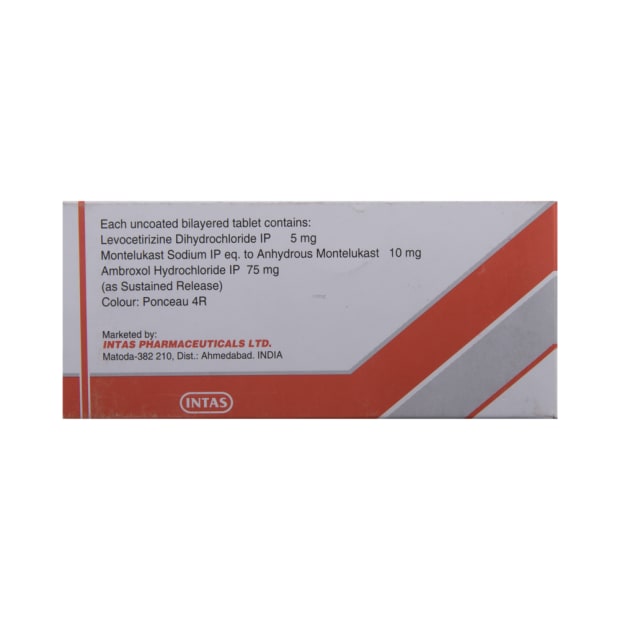 Each uncoated bilayered tablet contains:
Levocetirizine Dihydrochloride IP 5 mg
Montelukast Sodium IP eq. to Anhydrous Montelukast 10 mg
Ambroxol Hydrochloride IP 75 mg
(as Sustained Release)
Colour: Ponceau 4R
Marketed by:
INTAS PHARMACEUTICALS LTD.
Matoda-382 210, Dist.: Ahmedabad. INDIA
INTAS